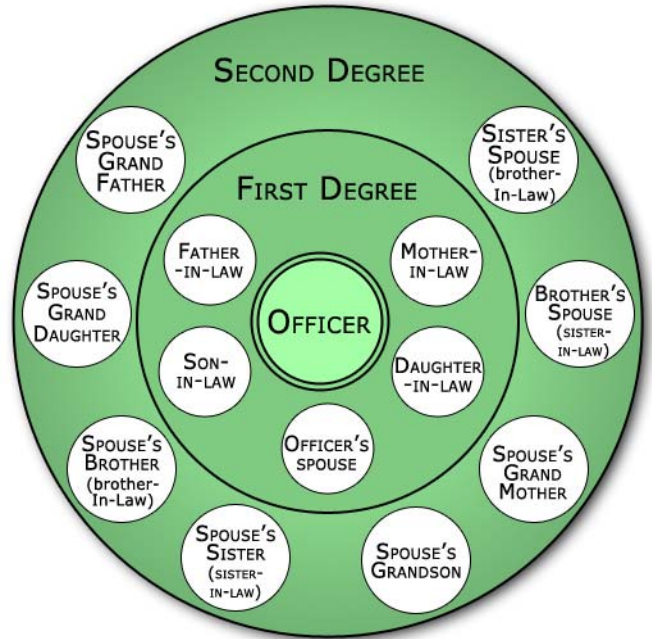 SECOND DEGREE
SPOUSE'S
GRAND
FATHER
SISTER'S
SPOUSE
(brother-
In-Law)
FIRST DEGREE
FATHER
-IN-LAW
MOTHER-
IN-LAW
OFFICER
SPOUSE'S
GRAND
DAUGHTER
BROTHER'S
SPOUSE
(SISTER-
IN-LAW)
SON-
IN-LAW
DAUGHTER
-IN-LAW
OFFICER'S
SPOUSE
SPOUSE'S
BROTHER
(brother-
In-Law)
SPOUSE'S
GRAND
MOTHER
SPOUSE'S
SISTER
(SISTER-
IN-LAW)
SPOUSE'S
GRANDSON